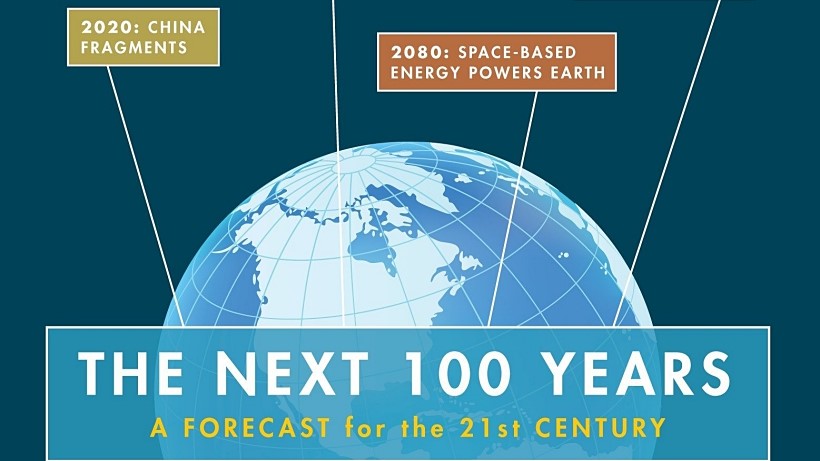 2020: CHINA
FRAGMENTS
2080: SPACE-BASED
ENERGY POWERS EARTH
THE NEXT 100 YEARS
A FORECAST for the 21st CENTURY